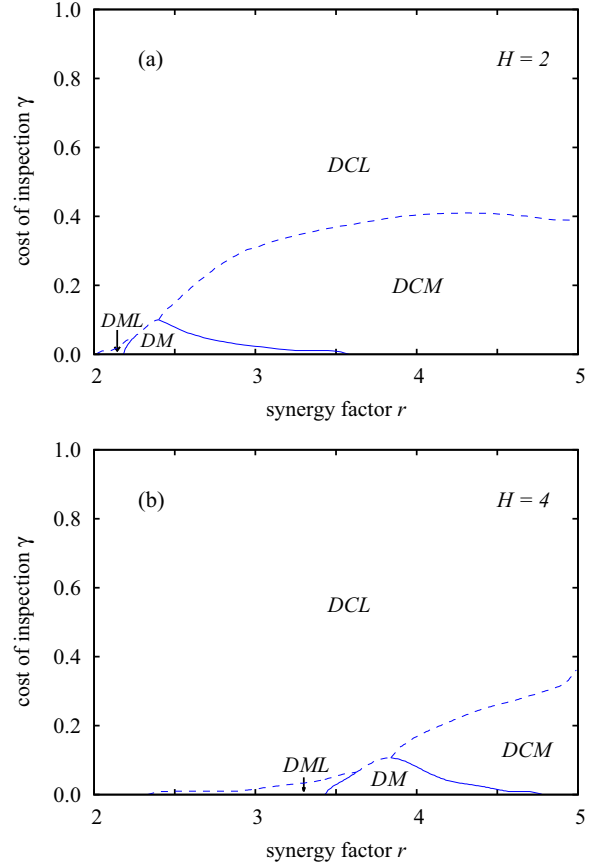 1.0
(a)
H = 2
0.8
0.6
DCL
cost of inspection γ
0.4
DCM
0.2
DML
DM
0.0
2 3 4 5
synergy factor r
1.0
(b)
H = 4
0.8
0.6
DCL
cost of inspection γ
0.4
0.2
DCM
DML
DM
0.0
2 3 4 5
synergy factor r